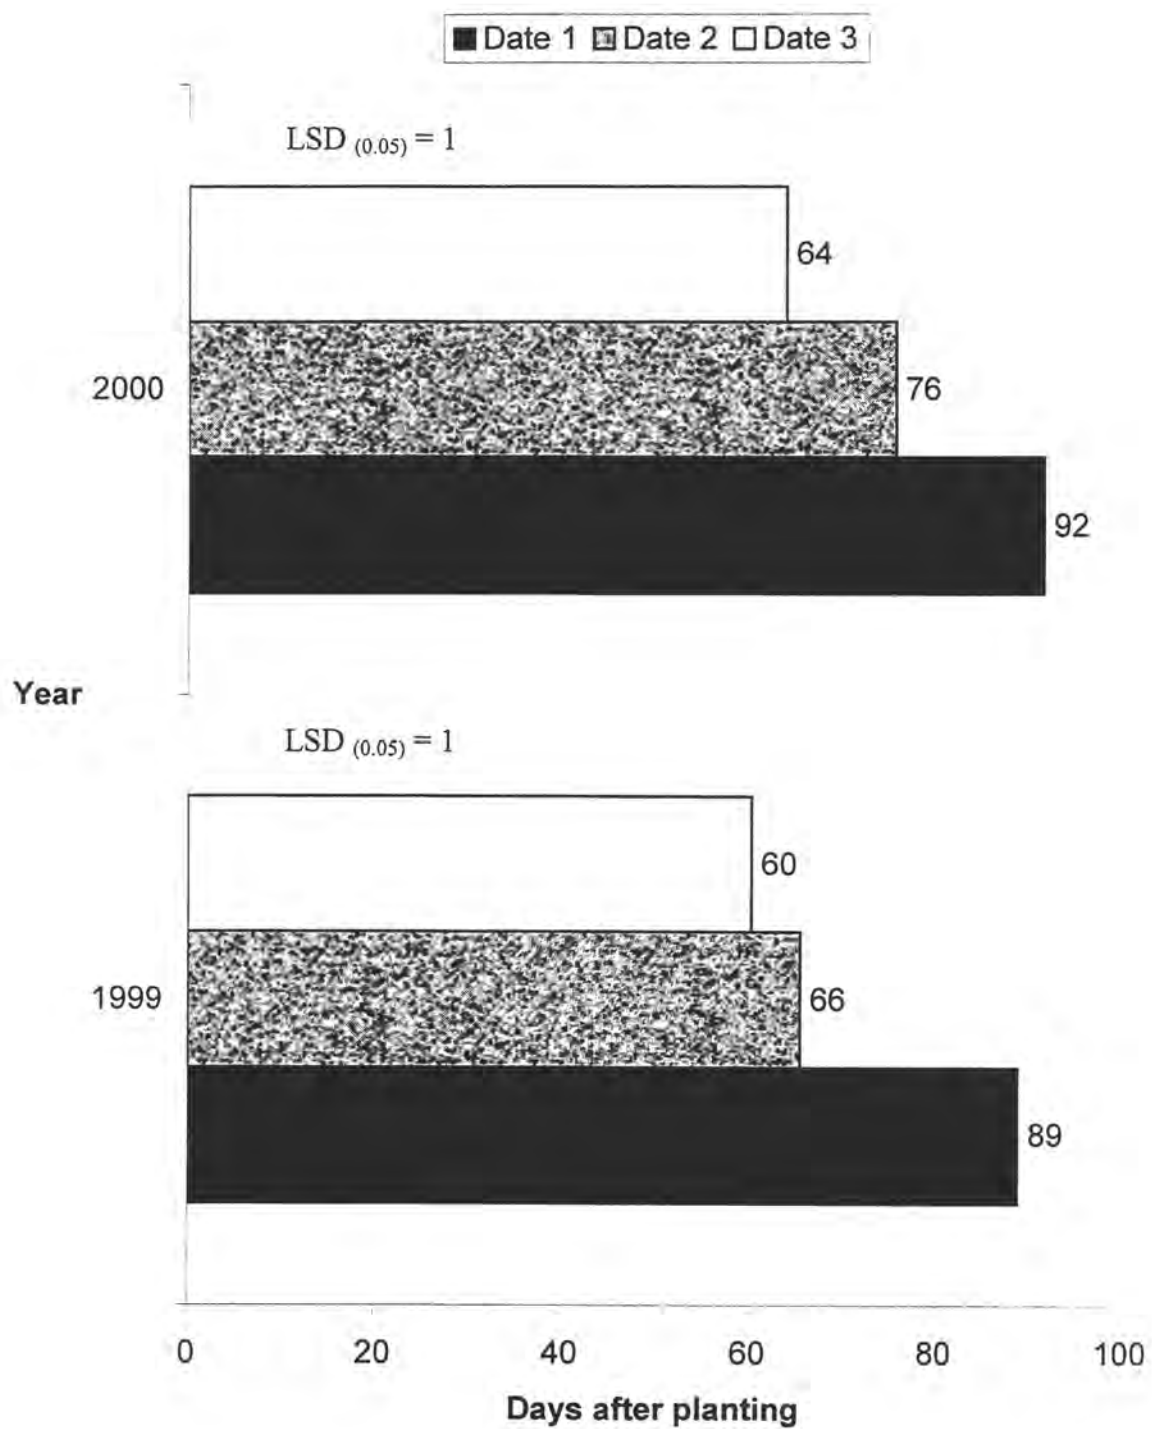 Date 1 Date 2 Date 3
LSD (0.05) = 1
64
2000
76
92
Year
LSD (0.05) = 1
60
1999
66
89
0 20 40 60 80 100
Days after planting